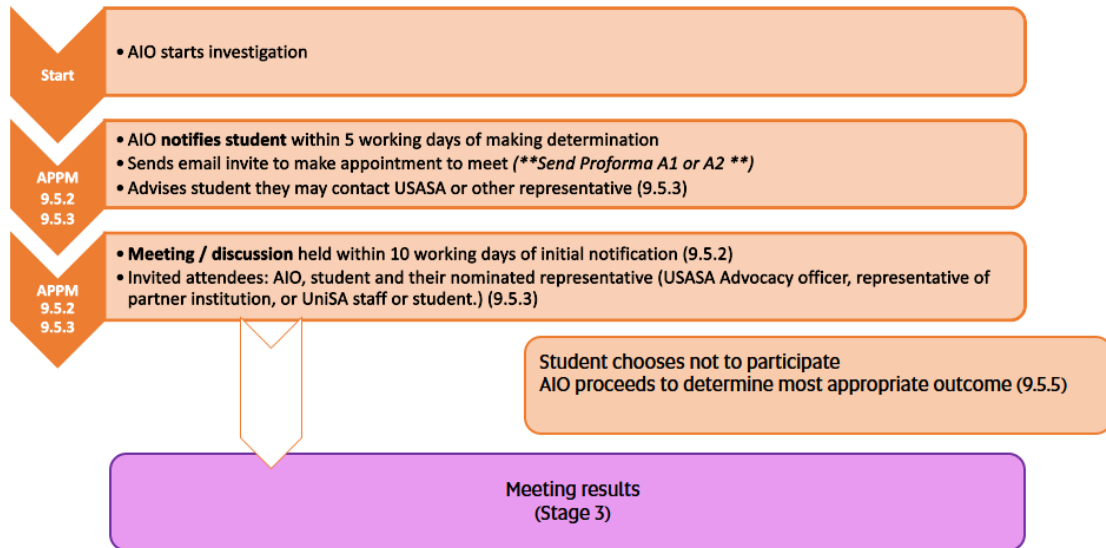 Start
• AIO starts investigation
APPM
9.5.2
9.5.3
• AIO notifies student within 5 working days of making determination
• Sends email invite to make appointment to meet (**Send Proforma A1 or A2 **)
• Advises student they may contact USASA or other representative (9.5.3)
APPM
9.5.2
9.5.3
• Meeting / discussion held within 10 working days of initial notification (9.5.2)
• Invited attendees: AIO, student and their nominated representative (USASA Advocacy officer, representative of
partner institution, or UniSA staff or student.) (9.5.3)
Student chooses not to participate
AIO proceeds to determine most appropriate outcome (9.5.5)
Meeting results
(Stage 3)